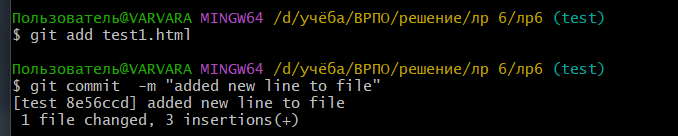 Пользователь@VARVARA MINGW64 /d/учёба/ВРПО/решение/лр 6/лр6 (test)
$ git add test1.html
Пользователь@VARVARA MINGW64 /d/учёба/ВРПО/решение/лр 6/лр6 (test)
$ git commit  -m "added new line to file"
[test 8e56ccd] added new line to file
 1 file changed, 3 insertions(+)